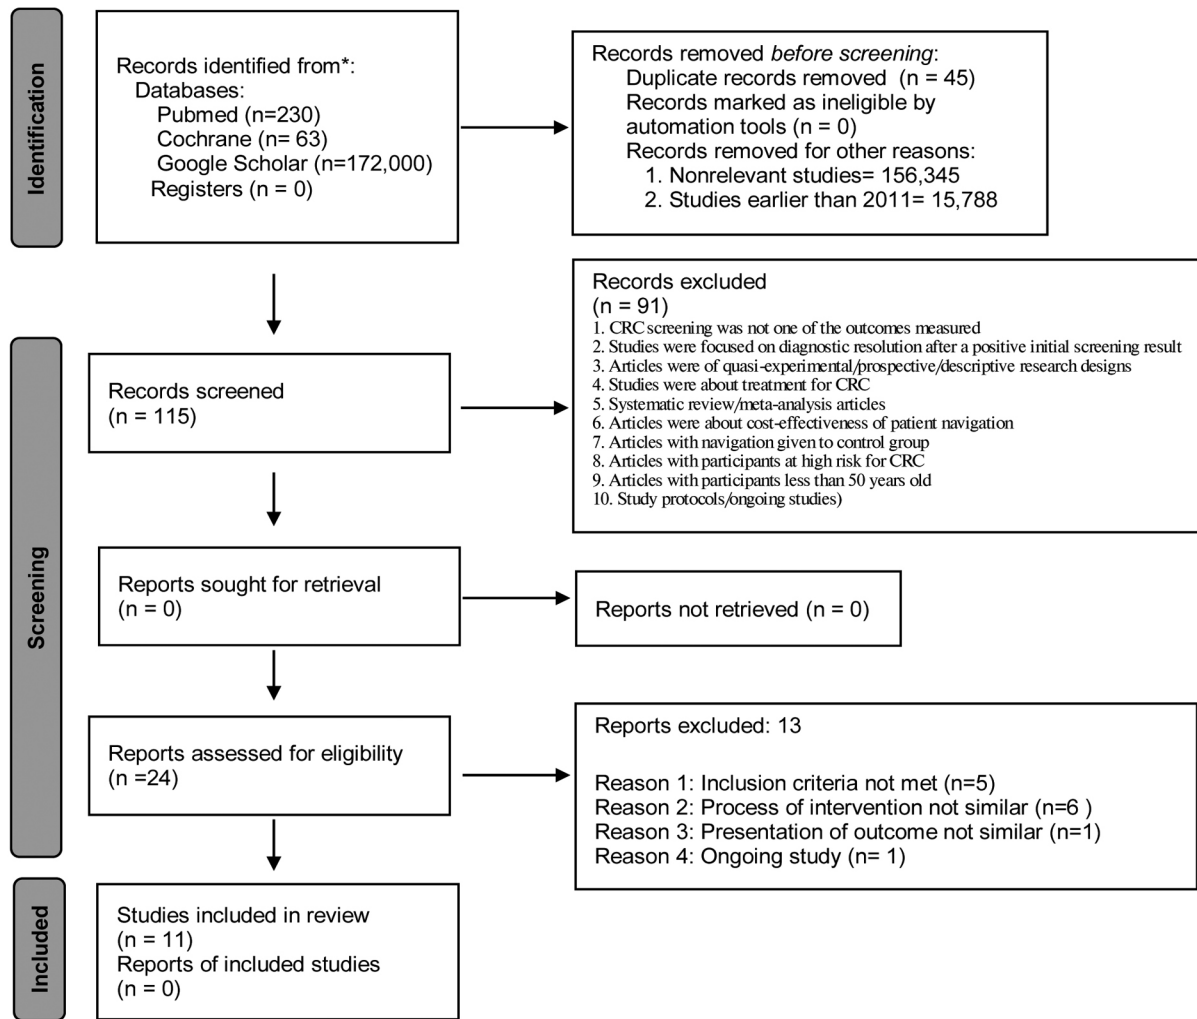 Identification
Records identified from*:
Databases:
Pubmed (n=230)
Cochrane (n= 63)
Google Scholar (n=172,000)
Registers (n = 0)
Records removed before screening:
Duplicate records removed (n = 45)
Records marked as ineligible by
automation tools (n = 0)
Records removed for other reasons:
1. Nonrelevant studies= 156,345
2. Studies earlier than 2011= 15,788
Screening
Records screened
(n = 115)
Records excluded
(n = 91)
1. CRC screening was not one of the outcomes measured
2. Studies were focused on diagnostic resolution after a positive initial screening result
3. Articles were of quasi-experimental/prospective/descriptive research designs
4. Studies were about treatment for CRC
5. Systematic review/meta-analysis articles
6. Articles were about cost-effectiveness of patient navigation
7. Articles with navigation given to control group
8. Articles with participants at high risk for CRC
9. Articles with participants less than 50 years old
10. Study protocols/ongoing studies)
Reports sought for retrieval
(n = 0)
Reports not retrieved (n = 0)
Reports assessed for eligibility
(n =24)
Reports excluded: 13
Reason 1: Inclusion criteria not met (n=5)
Reason 2: Process of intervention not similar (n=6 )
Reason 3: Presentation of outcome not similar (n=1)
Reason 4: Ongoing study (n= 1)
Included
Studies included in review
(n = 11)
Reports of included studies
(n = 0)